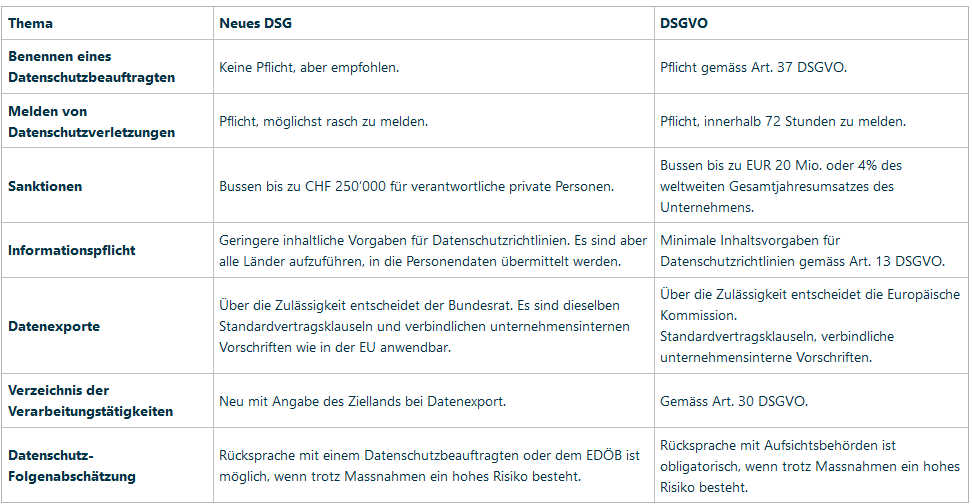 Thema
Neues DSG
DSGVO
Benennen eines
Datenschutzbeauftragten
Keine Pflicht, aber empfohlen.
Pflicht gemäss Art. 37 DSGVO.
Melden von
Datenschutzverletzungen
Pflicht, möglichst rasch zu melden.
Pflicht, innerhalb 72 Stunden zu melden.
Sanktionen
Bussen bis zu CHF 250'000 für verantwortliche private Personen.
Bussen bis zu EUR 20 Mio. oder 4% des
weltweiten Gesamtjahresumsatzes des
Unternehmens.
Informationspflicht
Geringere inhaltliche Vorgaben für Datenschutzrichtlinien. Es sind aber
alle Länder aufzuführen, in die Personendaten übermittelt werden.
Minimale Inhaltsvorgaben für
Datenschutzrichtlinien gemäss Art. 13 DSGVO.
Datenexporte
Über die Zulässigkeit entscheidet der Bundesrat. Es sind dieselben
Standardvertragsklauseln und verbindlichen unternehmensinternen
Vorschriften wie in der EU anwendbar.
Über die Zulässigkeit entscheidet die Europäische
Kommission.
Standardvertragsklauseln, verbindliche
unternehmensinterne Vorschriften.
Verzeichnis der
Verarbeitungstätigkeiten
Neu mit Angabe des Ziellands bei Datenexport.
Gemäss Art. 30 DSGVO.
Datenschutz-
Folgenabschätzung
Rücksprache mit einem Datenschutzbeauftragten oder dem EDÖB ist
möglich, wenn trotz Massnahmen ein hohes Risiko besteht.
Rücksprache mit Aufsichtsbehörden ist
obligatorisch, wenn trotz Massnahmen ein hohes
Risiko besteht.